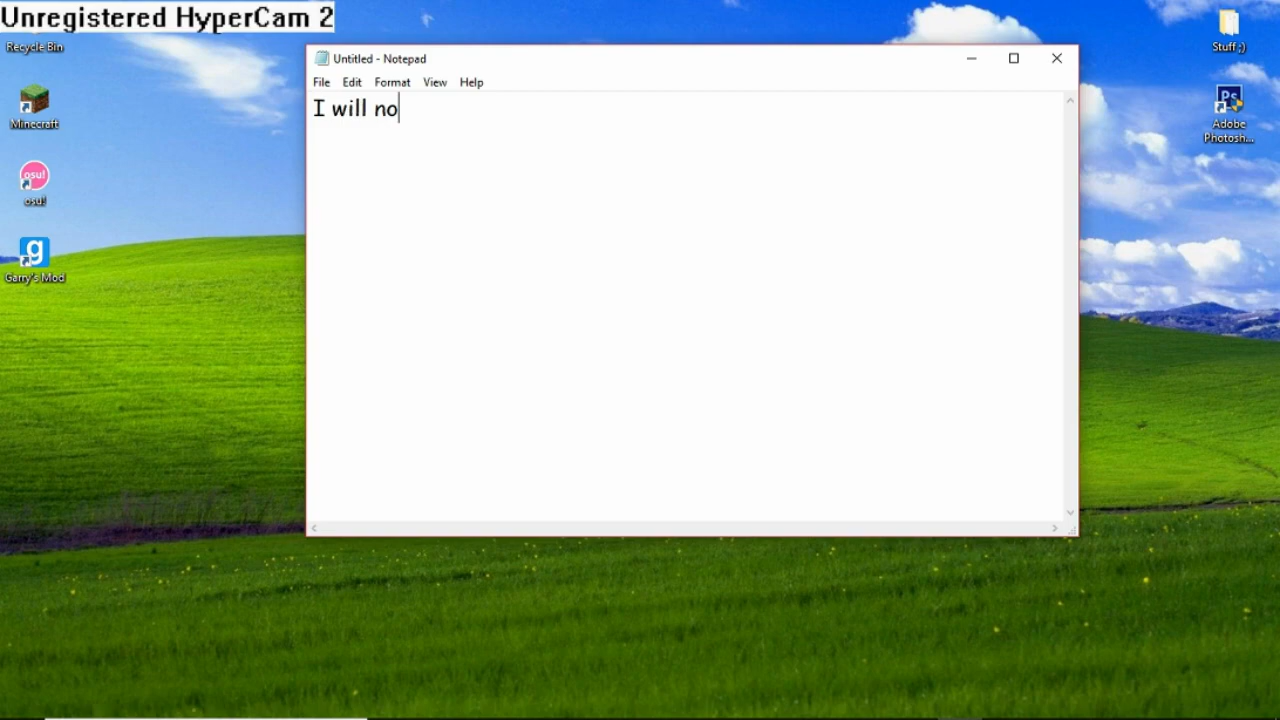 Unregistered HyperCam 2
Recycle Bin
Minecraft
osu!
osu!
g
Garry's Mod
Untitled - Notepad
File Edit Format View Help
I will no
Stuff ;)
Ps
Adobe
Photosh...